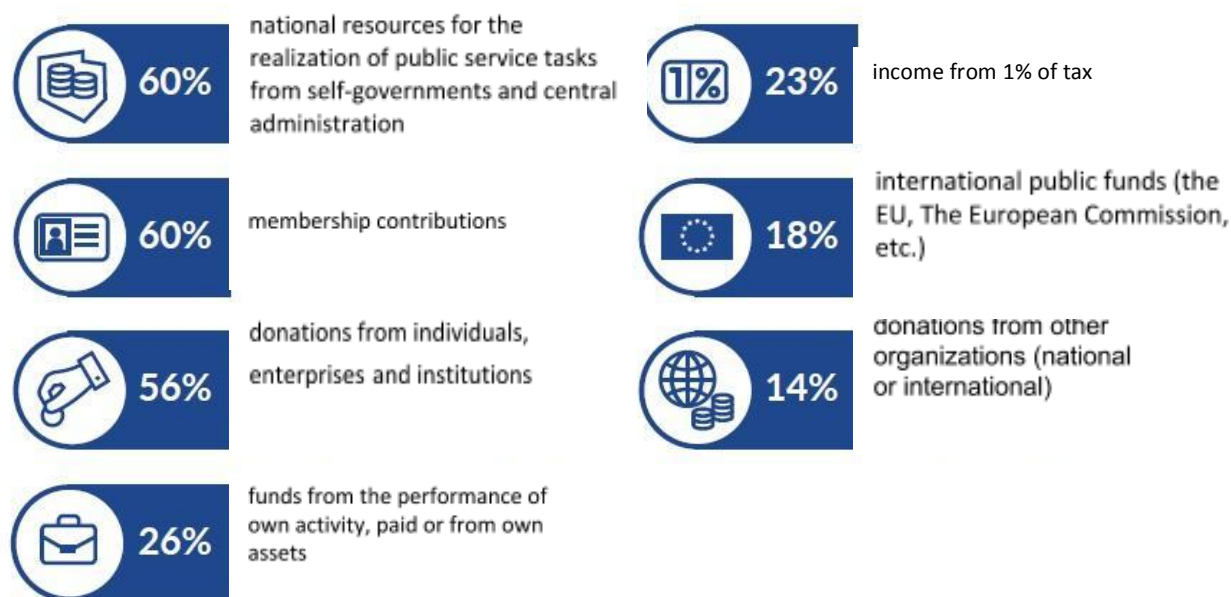 60%
national resources for the
realization of public service tasks
from self-governments and central
administration
60%
membership contributions
56%
donations from individuals,
enterprises and institutions
26%
funds from the performance of
own activity, paid or from own
assets
1%
23%
income from 1% of tax
18%
international public funds (the
EU, The European Commission,
etc.)
14%
donations from other
organizations (national
or international)